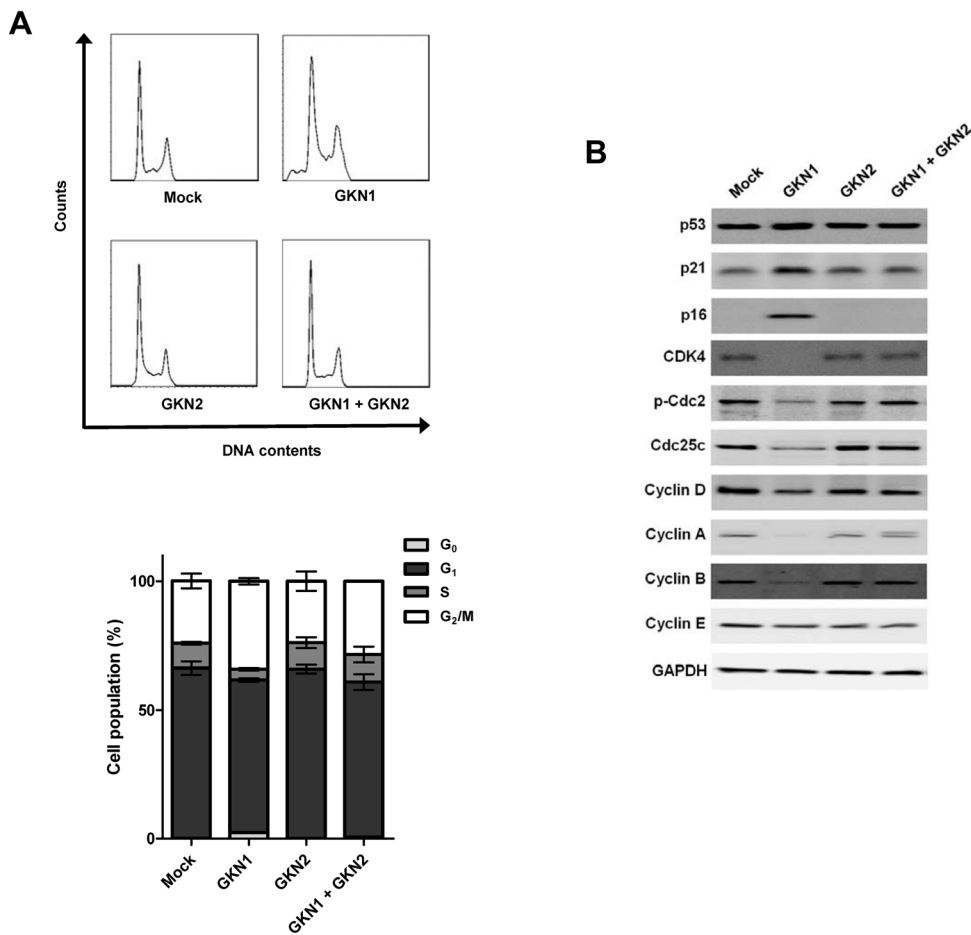 A
Counts
Mock
GKN1
GKN2
GKN1 + GKN2
DNA contents
G₀
G₁
S
G₂/M
Cell population (%)
100
50
0
Mock
GKN1
GKN2
GKN1 + GKN2
B
Mock
GKN1
GKN2
GKN1 + GKN2
p53
p21
p16
CDK4
p-Cdc2
Cdc25c
Cyclin D
Cyclin A
Cyclin B
Cyclin E
GAPDH